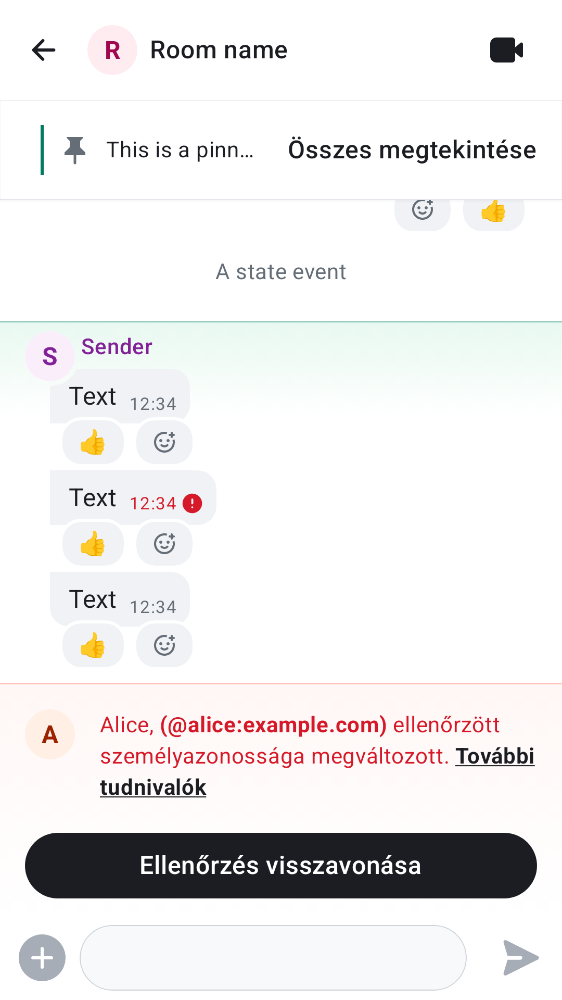 R Room name
This is a pinn... Összes megtekintése
👍
A state event
S Sender
Text 12:34
👍
Text 12:34
👍
Text 12:34
👍
A Alice, (@alice:example.com) ellenőrzött
személyazonossága megváltozott. További
tudnivalók
Ellenőrzés visszavonása